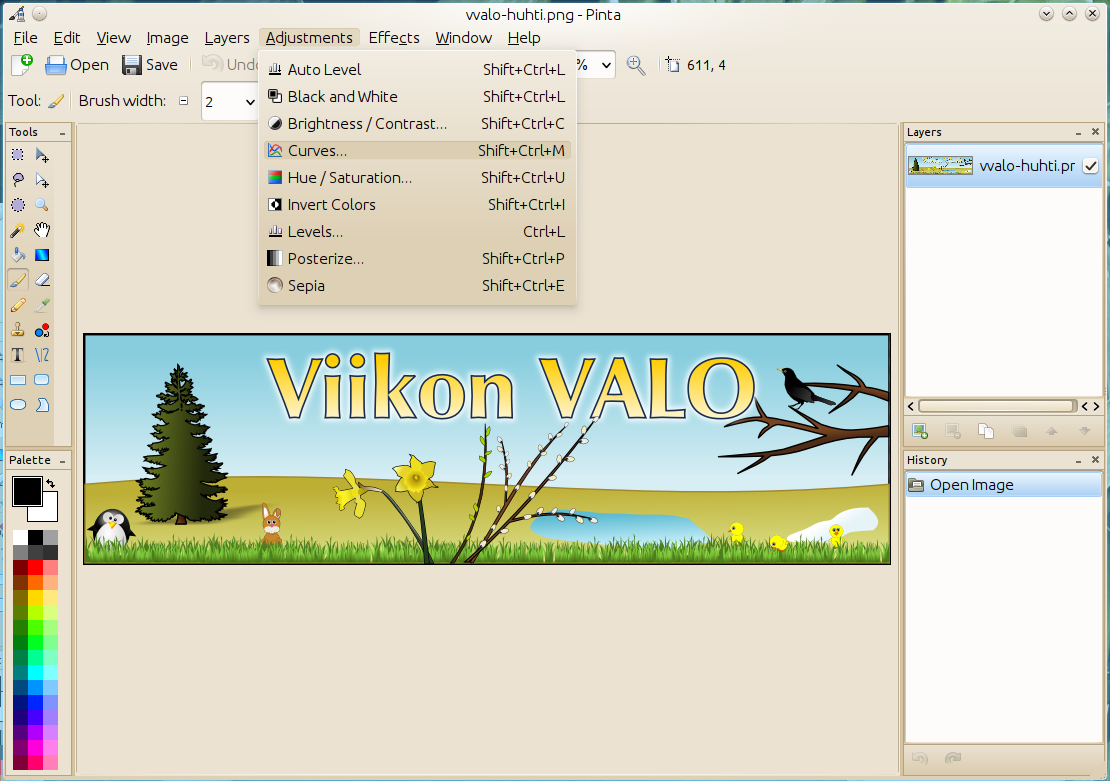 vvalo-huhti.png - Pinta
File Edit View Image Layers Adjustments Effects Window Help
Open Save Undo % 611, 4
Tool: Brush width: 2
Auto Level Shift+Ctrl+L
Black and White Shift+Ctrl+L
Brightness / Contrast... Shift+Ctrl+C
Curves... Shift+Ctrl+M
Hue / Saturation... Shift+Ctrl+U
Invert Colors Shift+Ctrl+I
Levels... Ctrl+L
Posterize... Shift+Ctrl+P
Sepia Shift+Ctrl+E
Tools
Layers
vvalo-huhti.pr
Viikon VALO
Palette
History
Open Image